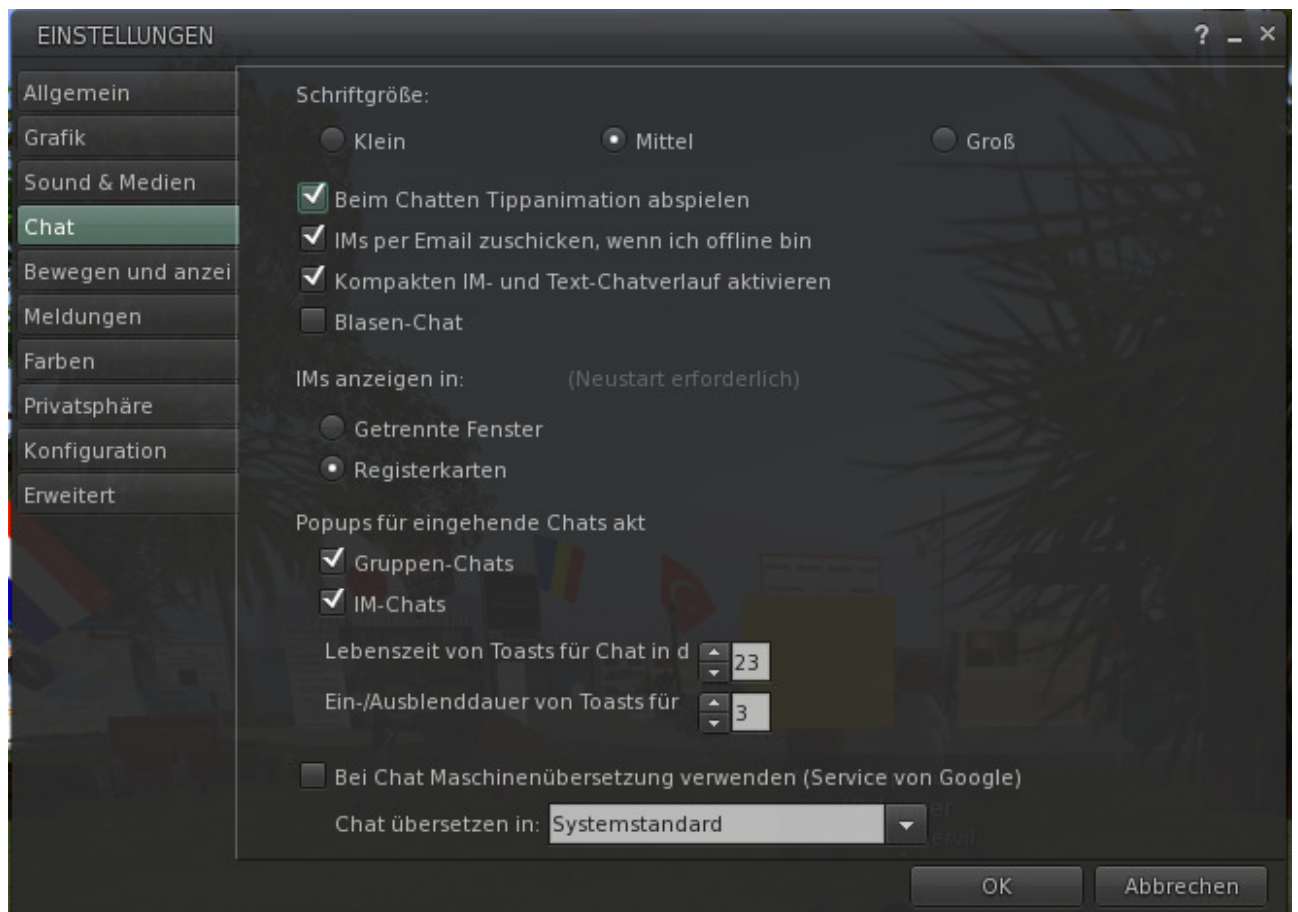 EINSTELLUNGEN ? _ ×
Allgemein
Grafik
Sound & Medien
Chat
Bewegen und anzei
Meldungen
Farben
Privatsphäre
Konfiguration
Erweitert
Schriftgröße:
Klein Mittel Groß
Beim Chatten Tippanimation abspielen
IMs per Email zuschicken, wenn ich offline bin
Kompakten IM- und Text-Chatverlauf aktivieren
Blasen-Chat
IMs anzeigen in: (Neustart erforderlich)
Getrennte Fenster
Registerkarten
Popups für eingehende Chats akt
Gruppen-Chats
IM-Chats
Lebenszeit von Toasts für Chat in d 23
Ein-/Ausblenddauer von Toasts für 3
Bei Chat Maschinenübersetzung verwenden (Service von Google)
Chat übersetzen in: Systemstandard
OK Abbrechen